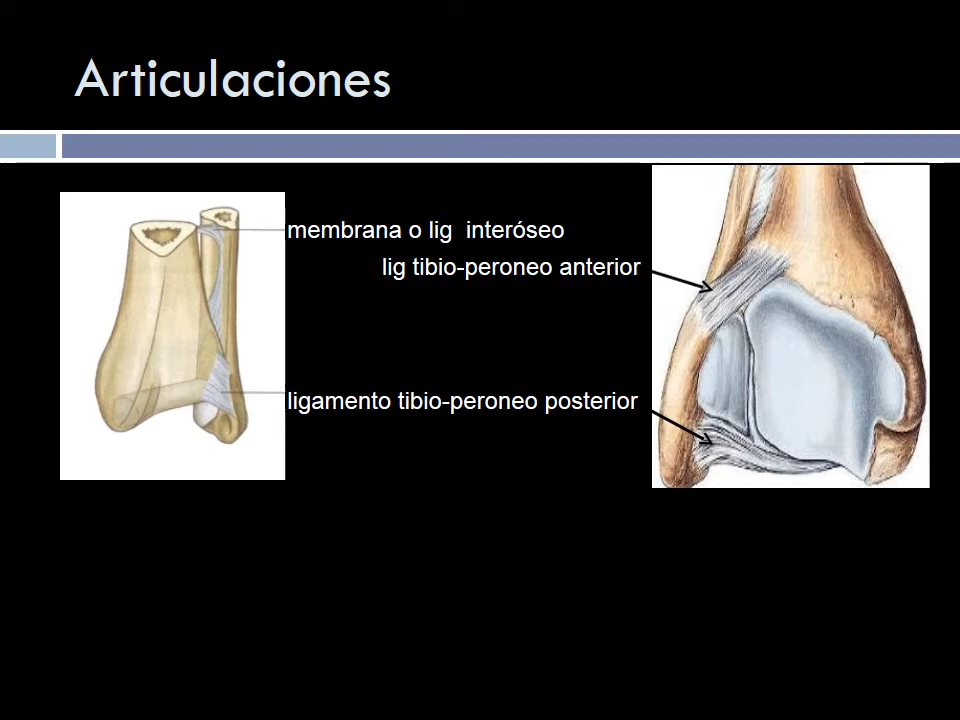 Articulaciones
membrana o lig  interóseo
lig tibio-peroneo anterior
ligamento tibio-peroneo posterior